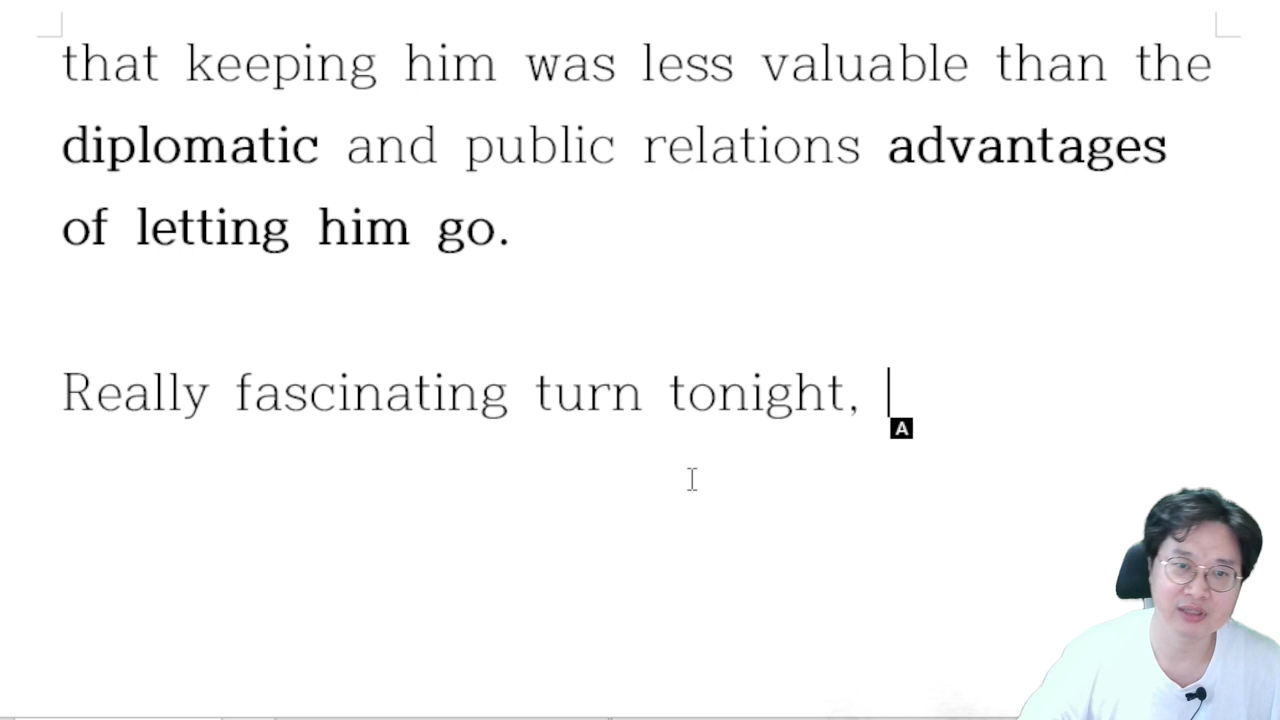 that keeping him was less valuable than the
diplomatic and public relations advantages
of letting him go.
Really fascinating turn tonight,
A